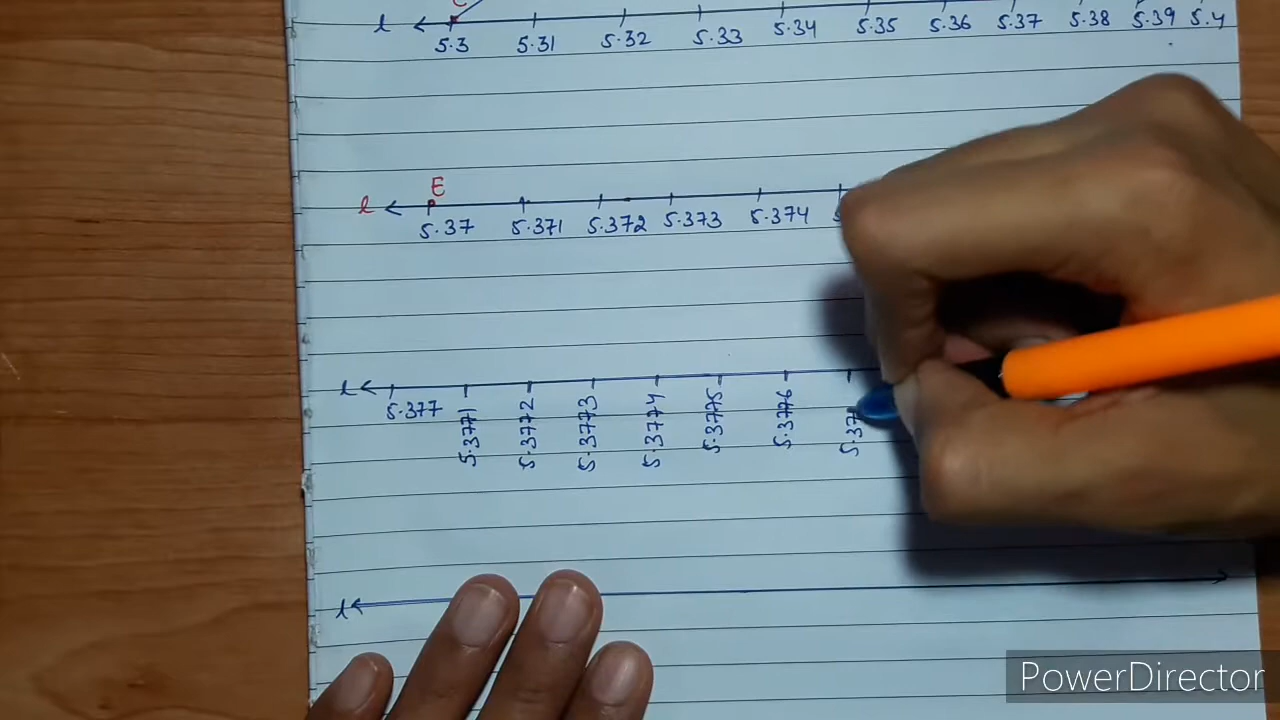 l 5.3 5.31 5.32 5.33 5.34 5.35 5.36 5.37 5.38 5.39 5.4
l E
5.37 5.371 5.372 5.373 5.374
l
5.377 5.3771 5.3772 5.3773 5.3774 5.3775 5.3776
l
PowerDirector